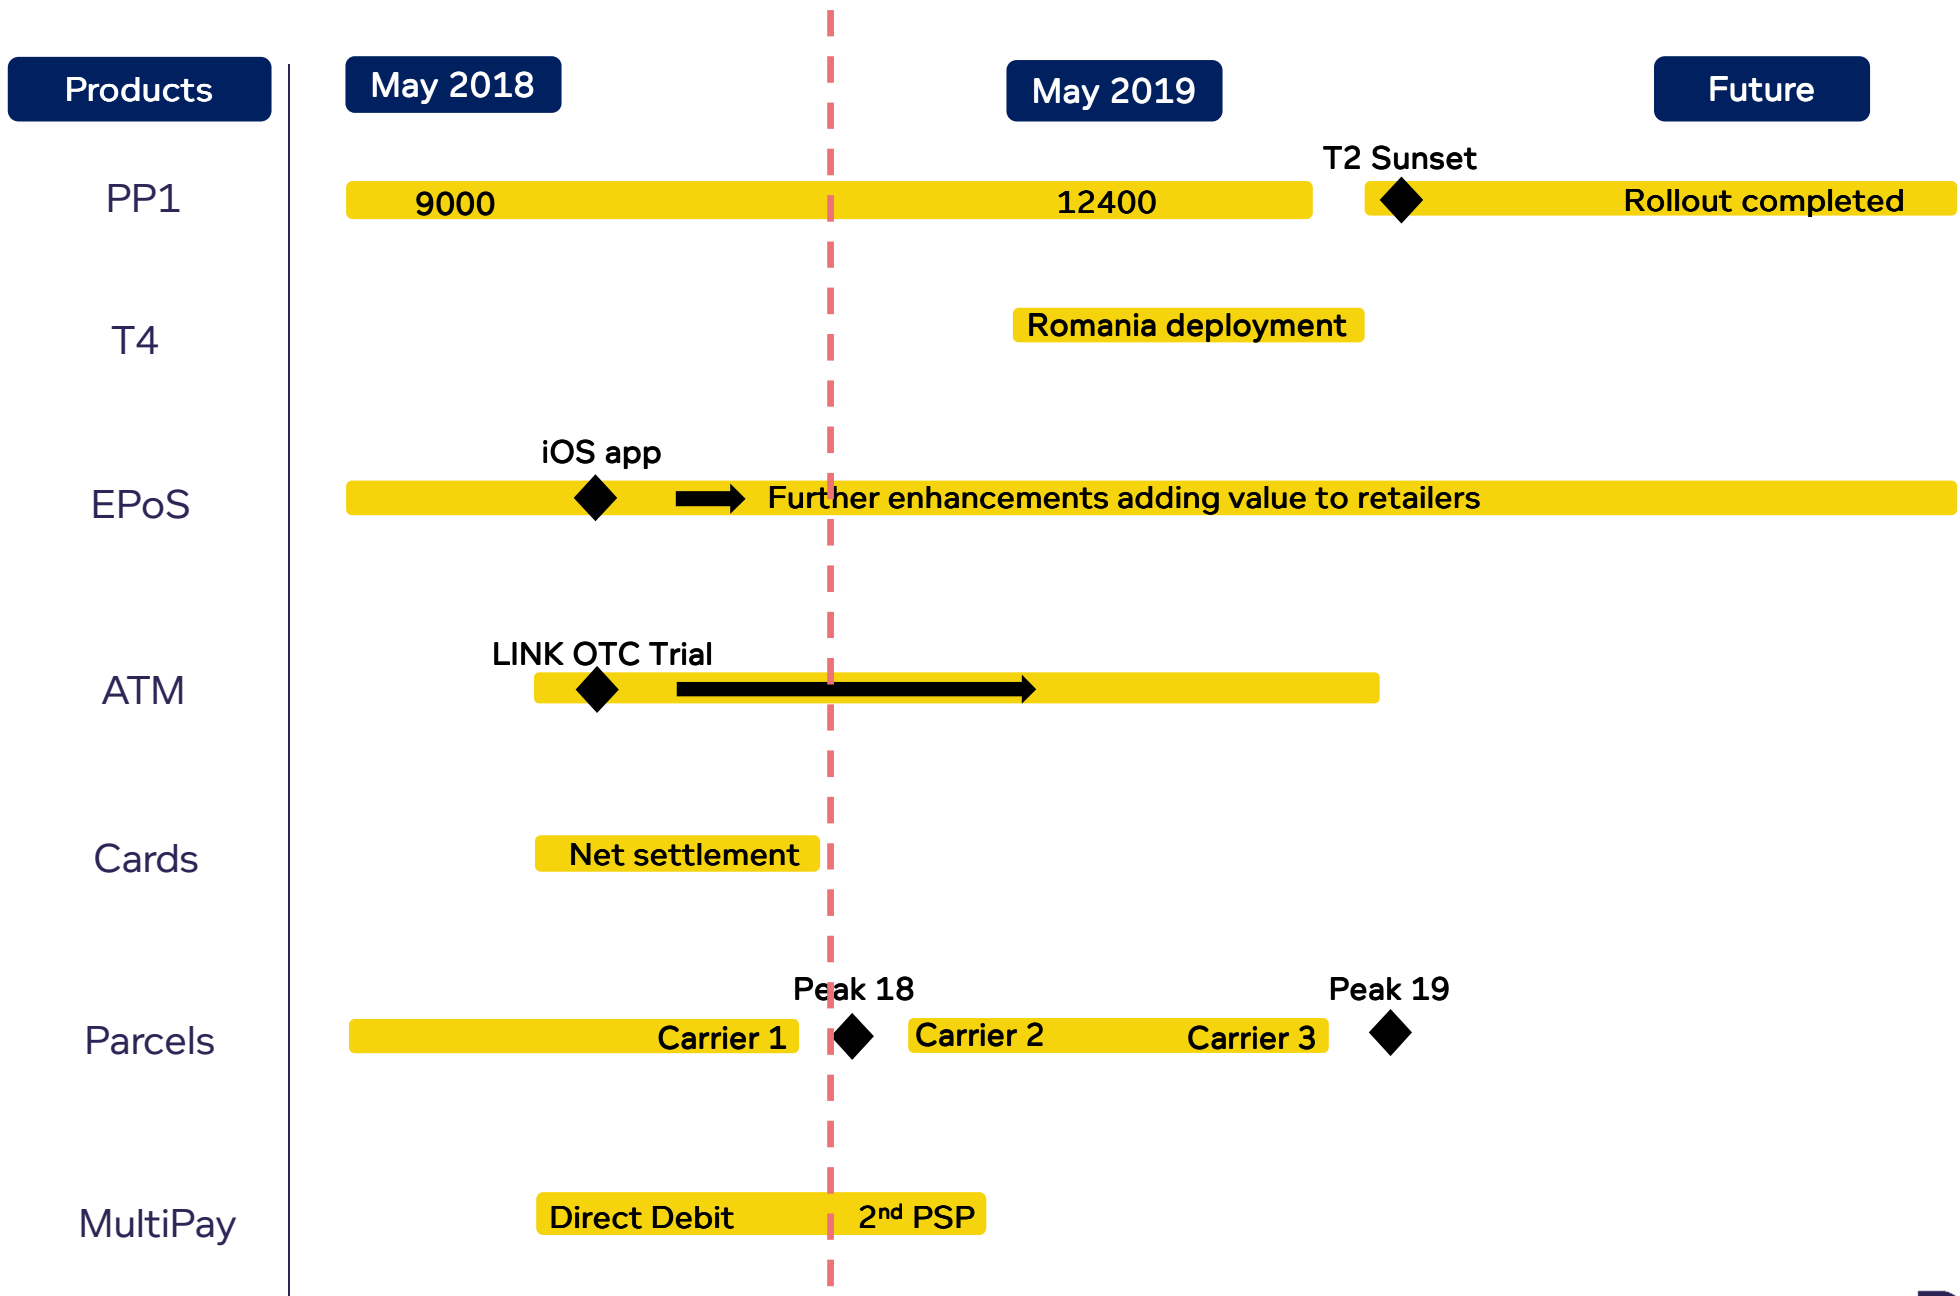 Products
May 2018
May 2019
Future
T2 Sunset
PP1
9000
12400
Rollout completed
T4
Romania deployment
iOS app
EPoS
Further enhancements adding value to retailers
LINK OTC Trial
ATM
Cards
Net settlement
Peak 18
Peak 19
Parcels
Carrier 1
Carrier 2
Carrier 3
MultiPay
Direct Debit
2nd PSP